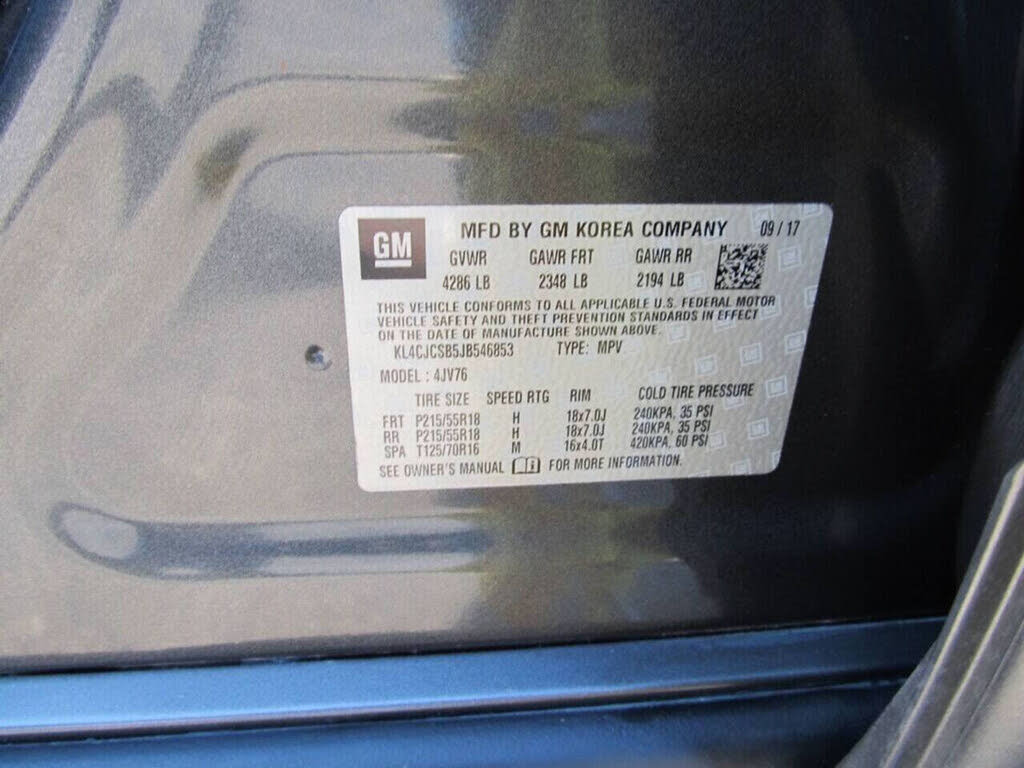 GM MFD BY GM KOREA COMPANY 09/17
GVWR GAWR FRT GAWR RR
4286 LB 2348 LB 2194 LB
THIS VEHICLE CONFORMS TO ALL APPLICABLE U.S. FEDERAL MOTOR
VEHICLE SAFETY AND THEFT PREVENTION STANDARDS IN EFFECT
ON THE DATE OF MANUFACTURE SHOWN ABOVE.
KL4CJCSB5JB546853 TYPE: MPV
MODEL: 4JV76
TIRE SIZE SPEED RTG RIM COLD TIRE PRESSURE
FRT P215/55R18 H 18x7.0J 240KPA, 35 PSI
RR P215/55R18 H 18x7.0J 240KPA, 35 PSI
SPA T125/70R16 M 16x4.0T 420KPA, 60 PSI
SEE OWNER'S MANUAL FOR MORE INFORMATION.